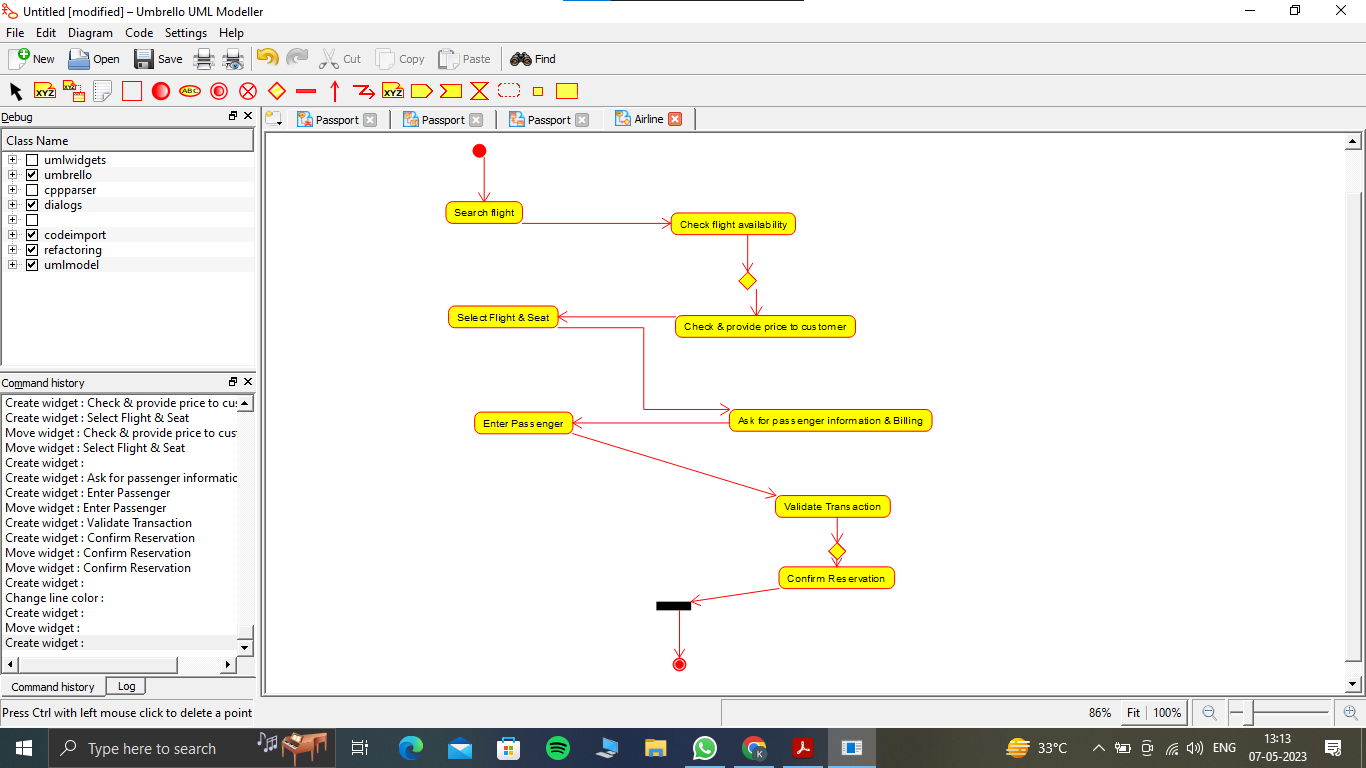 Untitled [modified] – Umbrello UML Modeller
File Edit Diagram Code Settings Help
New Open Save Cut Copy Paste Find
XYZ XYZ ABC XYZ
Debug
Passport Passport Passport Airline
Class Name
umlwidgets
umbrello
cppparser
dialogs
codeimport
refactoring
umlmodel
Search flight
Check flight availability
Select Flight & Seat
Check & provide price to customer
Enter Passenger
Ask for passenger information & Billing
Validate Transaction
Confirm Reservation
Command history
Create widget : Check & provide price to cus
Create widget : Select Flight & Seat
Move widget : Check & provide price to cust
Move widget : Select Flight & Seat
Create widget :
Create widget : Ask for passenger informatic
Create widget : Enter Passenger
Move widget : Enter Passenger
Create widget : Validate Transaction
Create widget : Confirm Reservation
Move widget : Confirm Reservation
Move widget : Confirm Reservation
Create widget :
Change line color :
Create widget :
Move widget :
Create widget :
Command history Log
Press Ctrl with left mouse click to delete a point
86% Fit 100%
Type here to search
K
33°C ENG 13:13
07-05-2023